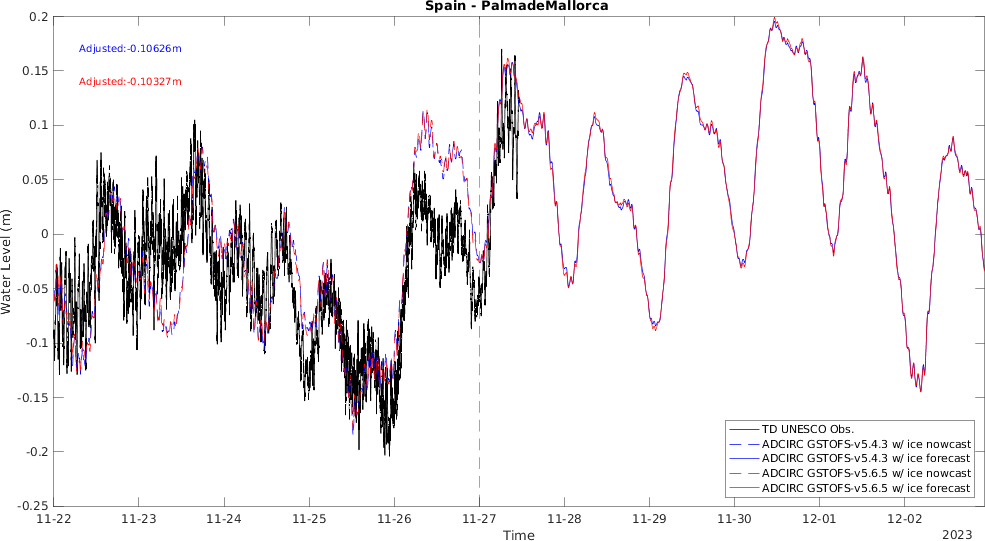 Spain - PalmadeMallorca
0.2
0.15
0.1
0.05
0
-0.05
-0.1
-0.15
-0.2
-0.25
Water Level (m)
Adjusted:-0.10626m
Adjusted:-0.10327m
TD UNESCO Obs.
ADCIRC GSTOFS-v5.4.3 w/ ice nowcast
ADCIRC GSTOFS-v5.4.3 w/ ice forecast
ADCIRC GSTOFS-v5.6.5 w/ ice nowcast
ADCIRC GSTOFS-v5.6.5 w/ ice forecast
11-22 11-23 11-24 11-25 11-26 11-27 11-28 11-29 11-30 12-01 12-02
Time
2023